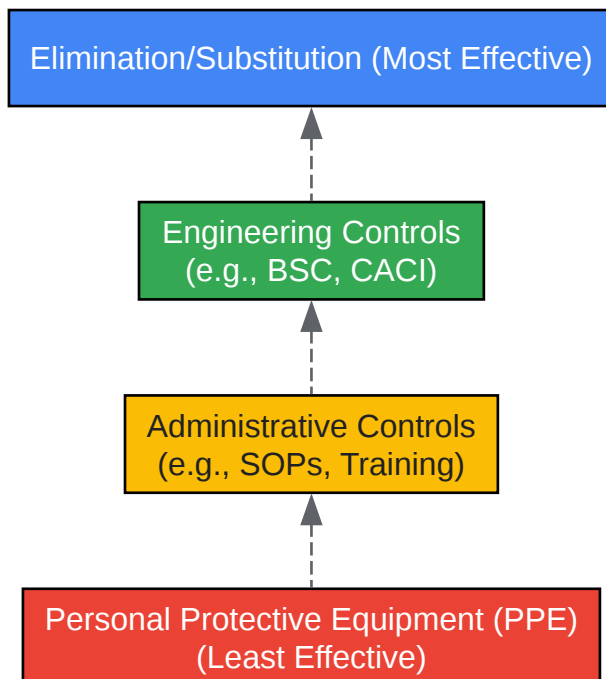 Elimination/Substitution (Most Effective)
Engineering Controls
(e.g., BSC, CACI)
Administrative Controls
(e.g., SOPs, Training)
Personal Protective Equipment (PPE)
(Least Effective)